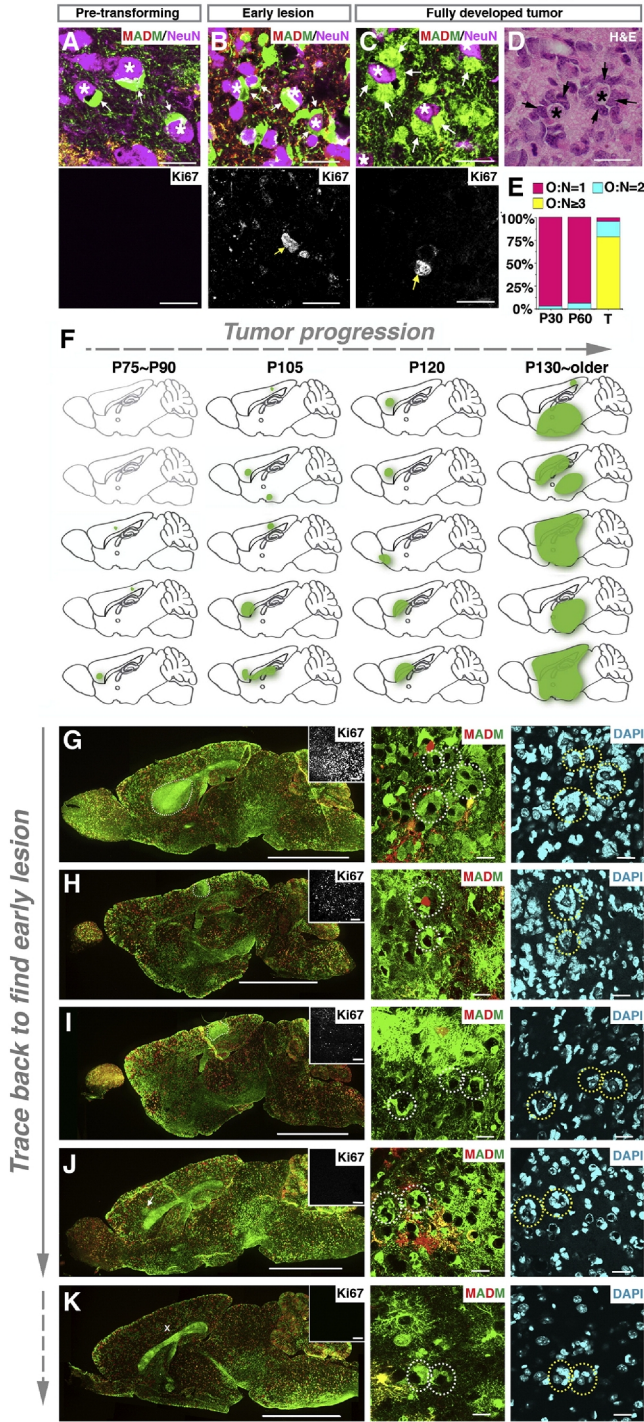 Pre-transforming
Early lesion
Fully developed tumor
A
MADM/NeuN
B
MADM/NeuN
C
MADM/NeuN
D
H&E
*
*
*
*
*
*
*
*
*
*
*
*
Ki67
Ki67
Ki67
E
O:N=1
O:N=2
O:N≥3
100%
75%
50%
25%
0%
P30
P60
T
F
Tumor progression
P75~P90
P105
P120
P130~older
Trace back to find early lesion
G
Ki67
MADM
DAPI
H
Ki67
MADM
DAPI
I
Ki67
MADM
DAPI
J
Ki67
MADM
DAPI
K
x
Ki67
MADM
DAPI